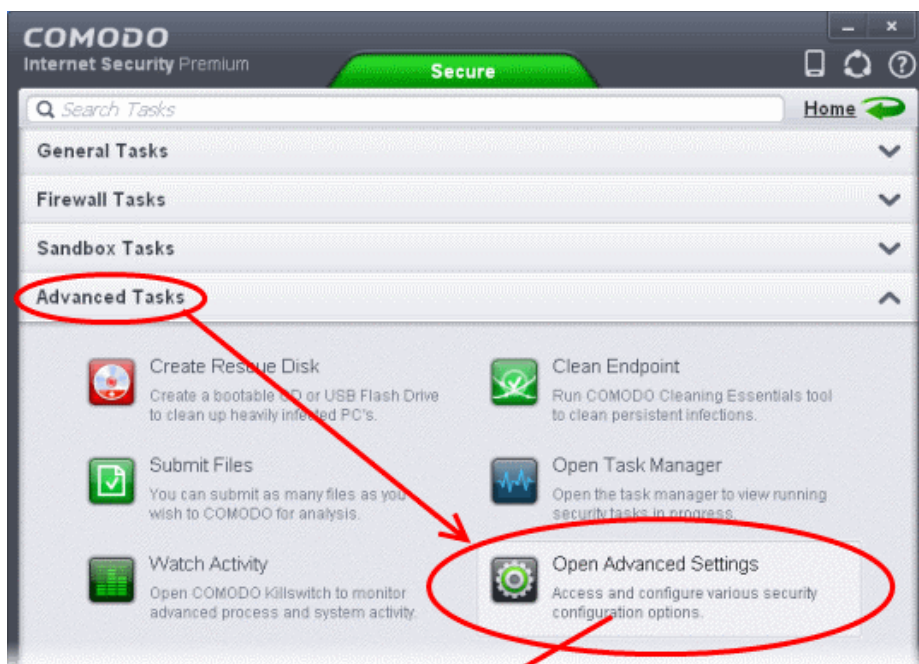 COMODO
Internet Security Premium
Secure
Search Tasks
Home
General Tasks
Firewall Tasks
Sandbox Tasks
Advanced Tasks
Create Rescue Disk
Create a bootable CD or USB Flash Drive
to clean up heavily infected PC's.
Clean Endpoint
Run COMODO Cleaning Essentials tool
to clean persistent infections.
Submit Files
You can submit as many files as you
wish to COMODO for analysis.
Open Task Manager
Open the task manager to view running
security tasks in progress.
Watch Activity
Open COMODO Killswitch to monitor
advanced process and system activity.
Open Advanced Settings
Access and configure various security
configuration options.